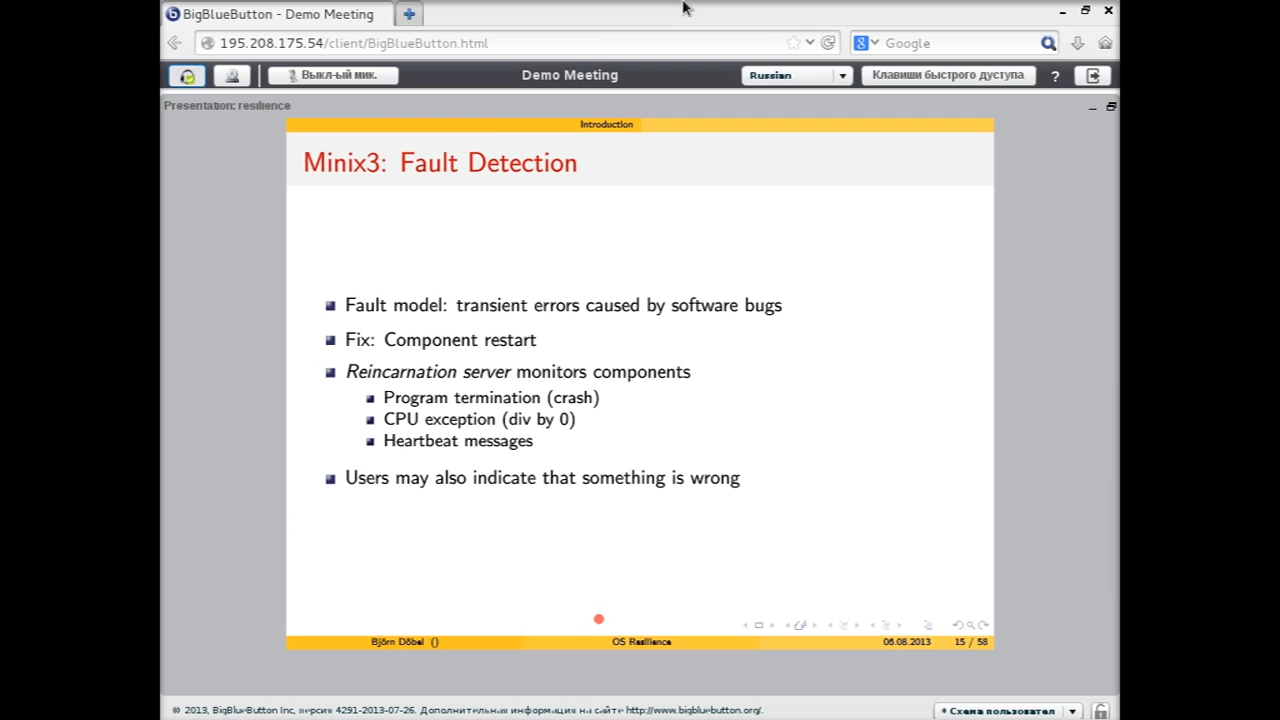 BigBlueButton - Demo Meeting
195.208.175.54/client/BigBlueButton.html
Google
Выкл-ый мик.
Demo Meeting
Russian
Клавиши быстрого доступа
?
Presentation: resilience
Introduction
Minix3: Fault Detection
Fault model: transient errors caused by software bugs
Fix: Component restart
Reincarnation server monitors components
Program termination (crash)
CPU exception (div by 0)
Heartbeat messages
Users may also indicate that something is wrong
Björn Döbel () OS Resilience 06.08.2013 15 / 58
© 2013, BigBlueButton Inc, версия 4291-2013-07-26. Дополнительная информация на сайте http://www.bigbluebutton.org/.
* Схема пользовател